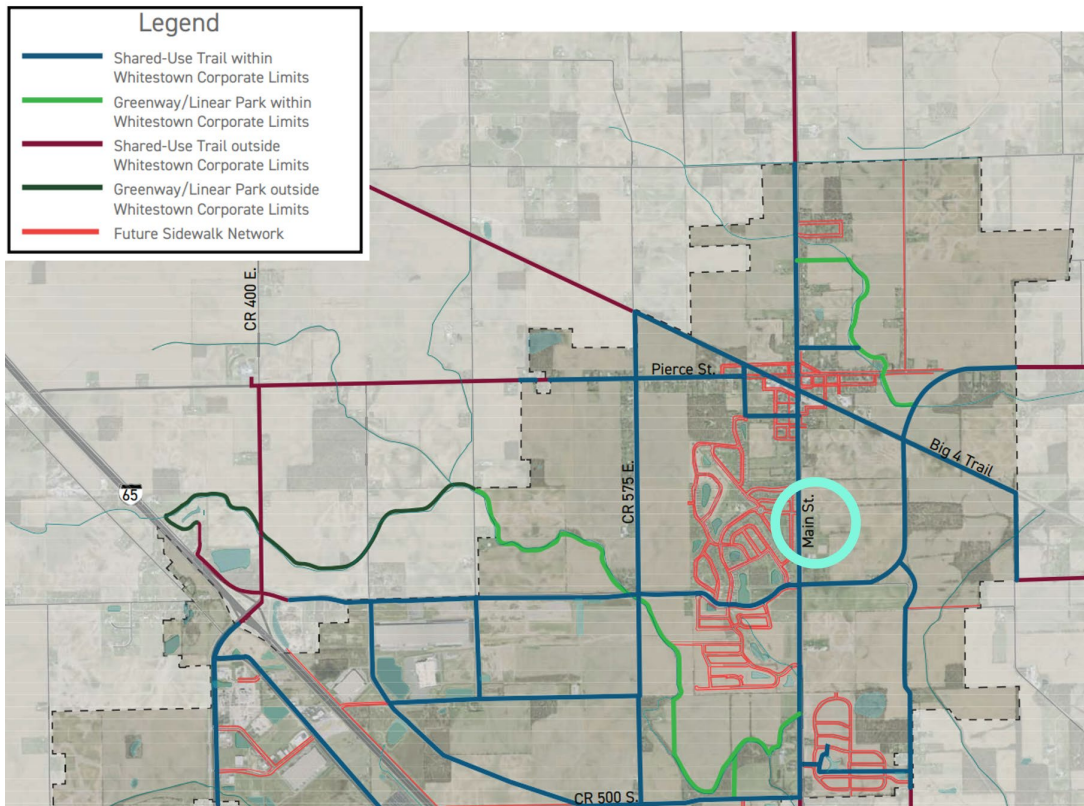 Legend
Shared-Use Trail within
Whitestown Corporate Limits
Greenway/Linear Park within
Whitestown Corporate Limits
Shared-Use Trail outside
Whitestown Corporate Limits
Greenway/Linear Park outside
Whitestown Corporate Limits
Future Sidewalk Network
CR 400 E.
Pierce St.
Big 4 Trail
65
CR 575 E.
Main St.
CR 500 S.